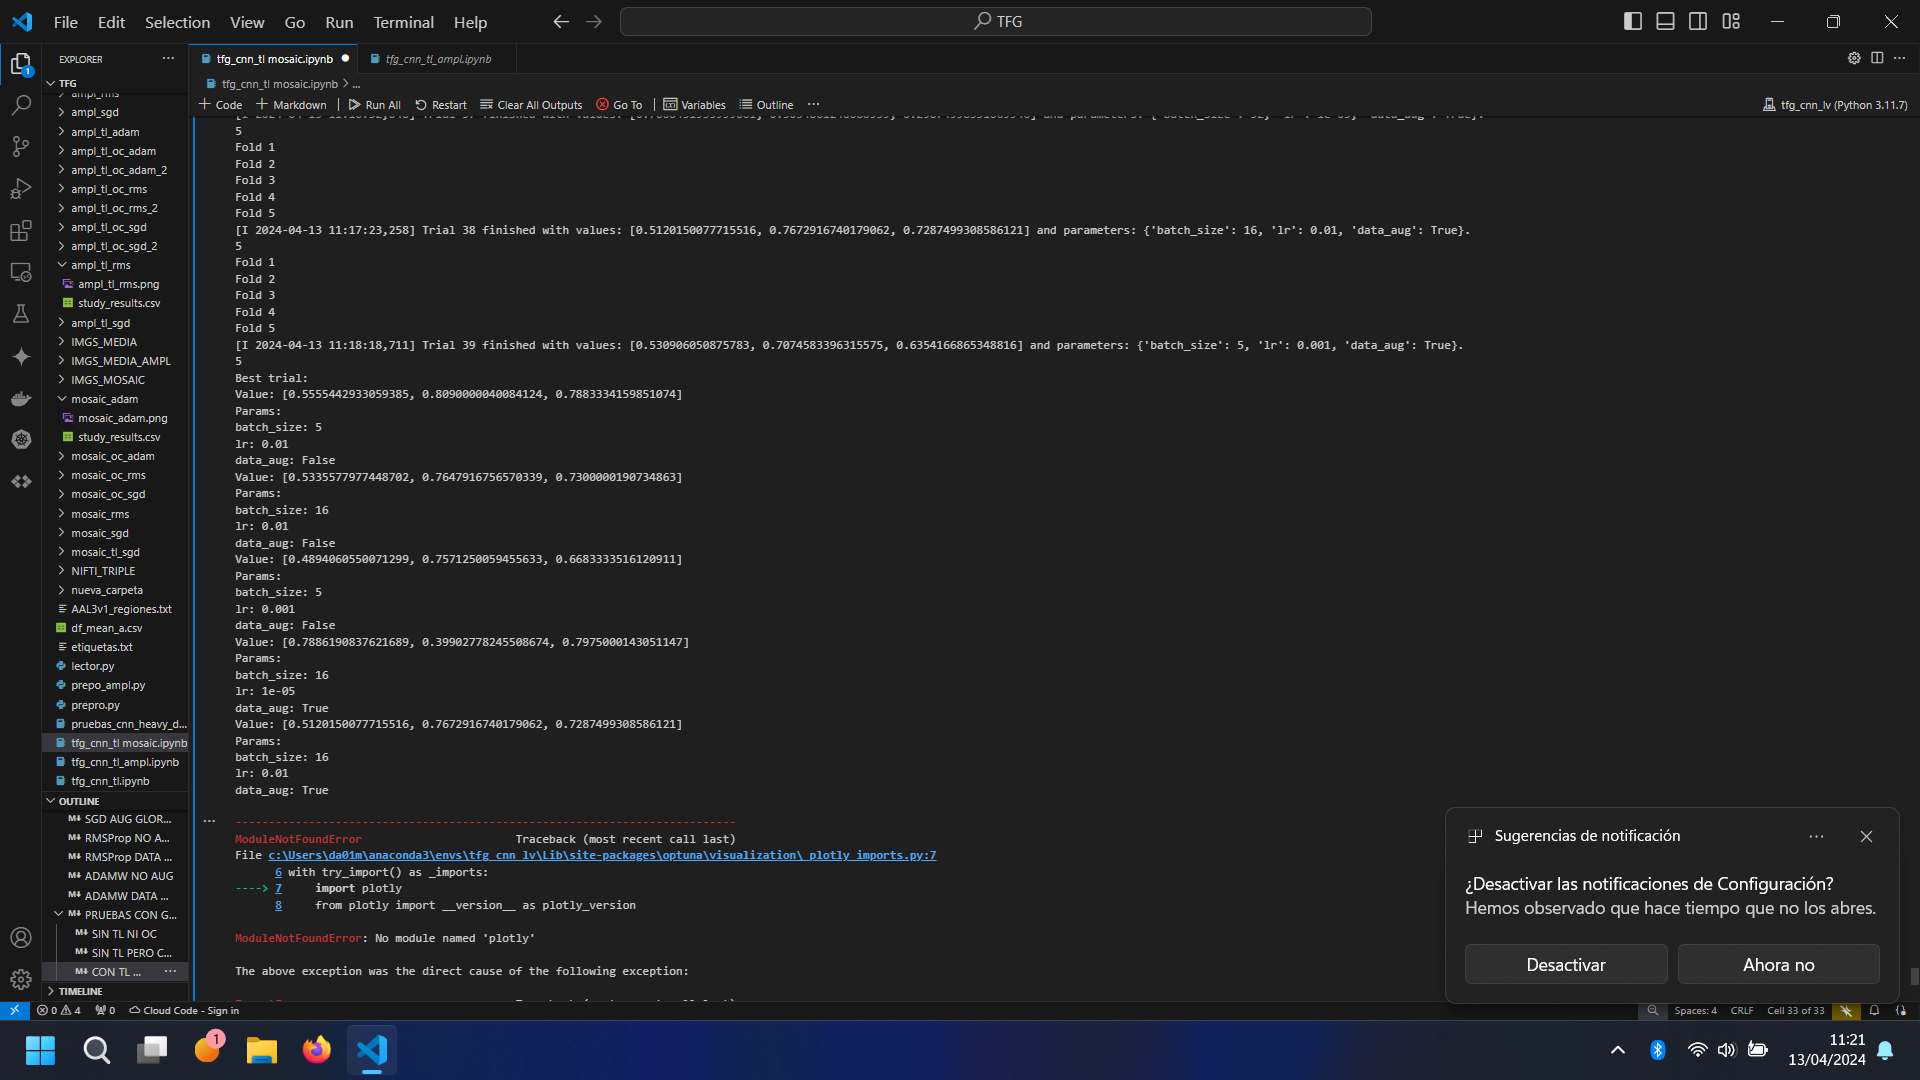 File Edit Selection View Go Run Terminal Help
TFG
EXPLORER
tfg_cnn_tl mosaic.ipynb
tfg_cnn_tl_ampl.ipynb
TFG
tfg_cnn_tl mosaic.ipynb > ...
Code Markdown Run All Restart Clear All Outputs Go To Variables Outline ...
tfg_cnn_lv (Python 3.11.7)
ampl_rms
ampl_sgd
ampl_tl_adam
ampl_tl_oc_adam
ampl_tl_oc_adam_2
ampl_tl_oc_rms
ampl_tl_oc_rms_2
ampl_tl_oc_sgd
ampl_tl_oc_sgd_2
ampl_tl_rms
ampl_tl_rms.png
study_results.csv
ampl_tl_sgd
IMGS_MEDIA
IMGS_MEDIA_AMPL
IMGS_MOSAIC
mosaic_adam
mosaic_adam.png
study_results.csv
mosaic_oc_adam
mosaic_oc_rms
mosaic_oc_sgd
mosaic_rms
mosaic_sgd
mosaic_tl_sgd
NIFTI_TRIPLE
nueva_carpeta
AAL3v1_regiones.txt
df_mean_a.csv
etiquetas.txt
lector.py
prepo_ampl.py
prepro.py
pruebas_cnn_heavy_d...
tfg_cnn_tl mosaic.ipynb
tfg_cnn_tl_ampl.ipynb
tfg_cnn_tl.ipynb
OUTLINE
SGD AUG GLOR...
RMSProp NO A...
RMSProp DATA ...
ADAMW NO AUG
ADAMW DATA ...
PRUEBAS CON G...
SIN TL NI OC
SIN TL PERO C...
CON TL ...
TIMELINE
5
Fold 1
Fold 2
Fold 3
Fold 4
Fold 5
[I 2024-04-13 11:17:23,258] Trial 38 finished with values: [0.5120150077715516, 0.7672916740179062, 0.7287499308586121] and parameters: {'batch_size': 16, 'lr': 0.01, 'data_aug': True}.
5
Fold 1
Fold 2
Fold 3
Fold 4
Fold 5
[I 2024-04-13 11:18:18,711] Trial 39 finished with values: [0.530906050875783, 0.7074583396315575, 0.6354166865348816] and parameters: {'batch_size': 5, 'lr': 0.001, 'data_aug': True}.
5
Best trial:
Value: [0.5555442933059385, 0.8090000040084124, 0.7883334159851074]
Params:
batch_size: 5
lr: 0.01
data_aug: False
Value: [0.5335577977448702, 0.7647916756570339, 0.7300000190734863]
Params:
batch_size: 16
lr: 0.01
data_aug: False
Value: [0.4894060550071299, 0.7571250059455633, 0.6683333516120911]
Params:
batch_size: 5
lr: 0.001
data_aug: False
Value: [0.7886190837621689, 0.39902778245508674, 0.7975000143051147]
Params:
batch_size: 16
lr: 1e-05
data_aug: True
Value: [0.5120150077715516, 0.7672916740179062, 0.7287499308586121]
Params:
batch_size: 16
lr: 0.01
data_aug: True
...
---------------------------------------------------------------------------
ModuleNotFoundError Traceback (most recent call last)
File c:\Users\da01m\anaconda3\envs\tfg_cnn_lv\Lib\site-packages\optuna\visualization\_plotly_imports.py:7
6 with try_import() as _imports:
----> 7 import plotly
8 from plotly import __version__ as plotly_version
ModuleNotFoundError: No module named 'plotly'
The above exception was the direct cause of the following exception:
Sugerencias de notificación
¿Desactivar las notificaciones de Configuración?
Hemos observado que hace tiempo que no los abres.
Desactivar
Ahora no
0 4 0 Cloud Code - Sign in
Spaces: 4 CRLF Cell 33 of 33
1
1
11:21
13/04/2024